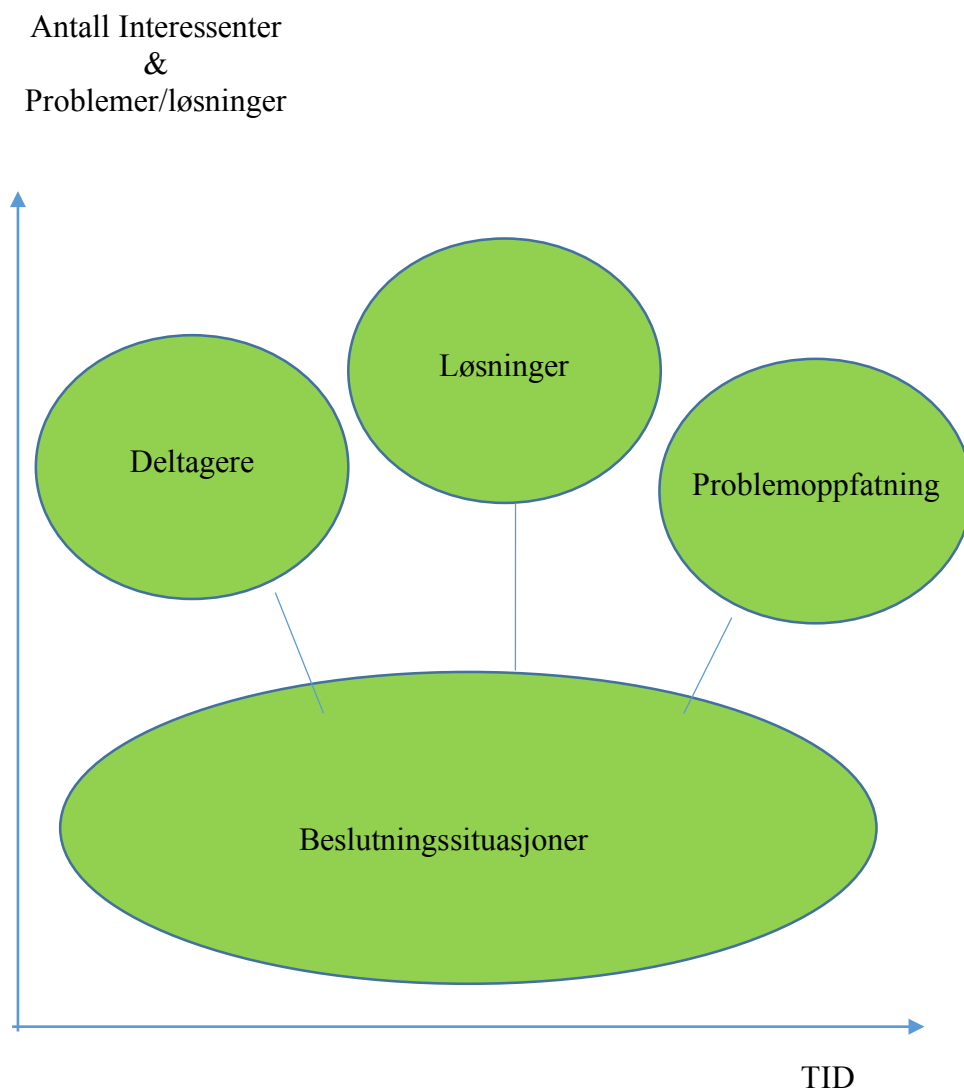 Antall Interessenter
&
Problemer/løsninger
Løsninger
Deltagere
Problemoppfatning
Beslutningssituasjoner
TID